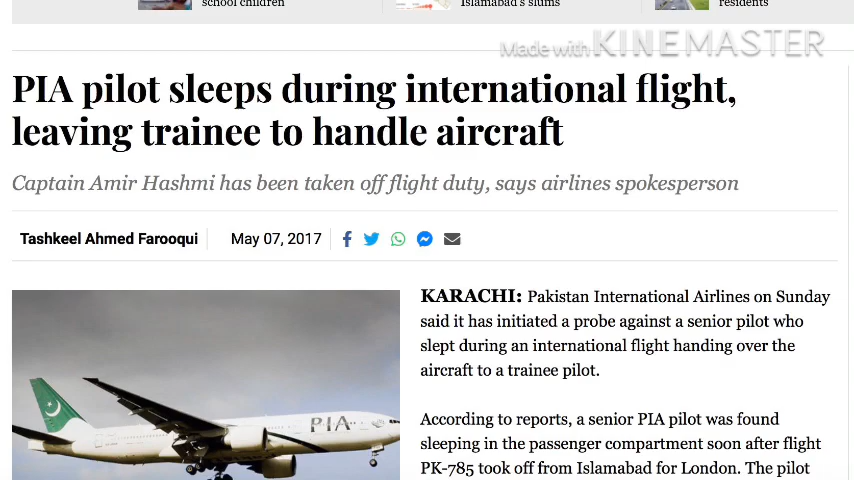 school children
Islamabad's slums
residents
Made with KINEMASTER
PIA pilot sleeps during international flight,
leaving trainee to handle aircraft
Captain Amir Hashmi has been taken off flight duty, says airlines spokesperson
Tashkeel Ahmed Farooqui
May 07, 2017
KARACHI: Pakistan International Airlines on Sunday
said it has initiated a probe against a senior pilot who
slept during an international flight handing over the
aircraft to a trainee pilot.
According to reports, a senior PIA pilot was found
sleeping in the passenger compartment soon after flight
PK-785 took off from Islamabad for London. The pilot
PIA